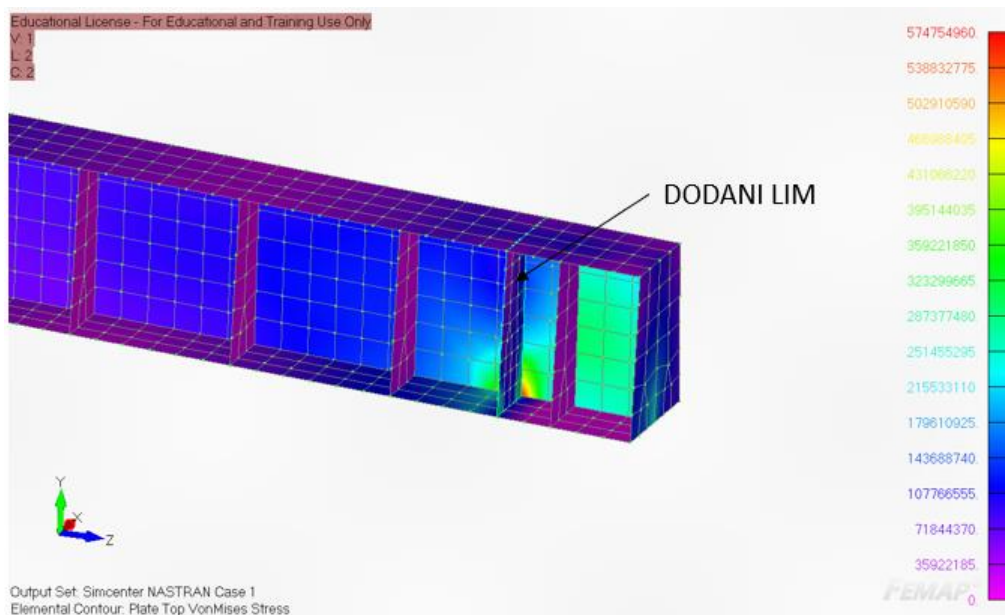 Educational License - For Educational and Training Use Only
V: 1
L: 2
C: 2
DODANI LIM
574754960.
538832775.
502910590.
466988405.
431066220.
395144035.
359221850.
323299665.
287377480.
251455295.
215533110.
179610925.
143688740.
107766555.
71844370.
35922185.
0.
Y
X
Z
Output Set: Simcenter NASTRAN Case 1
Elemental Contour: Plate Top VonMises Stress
FEMAP